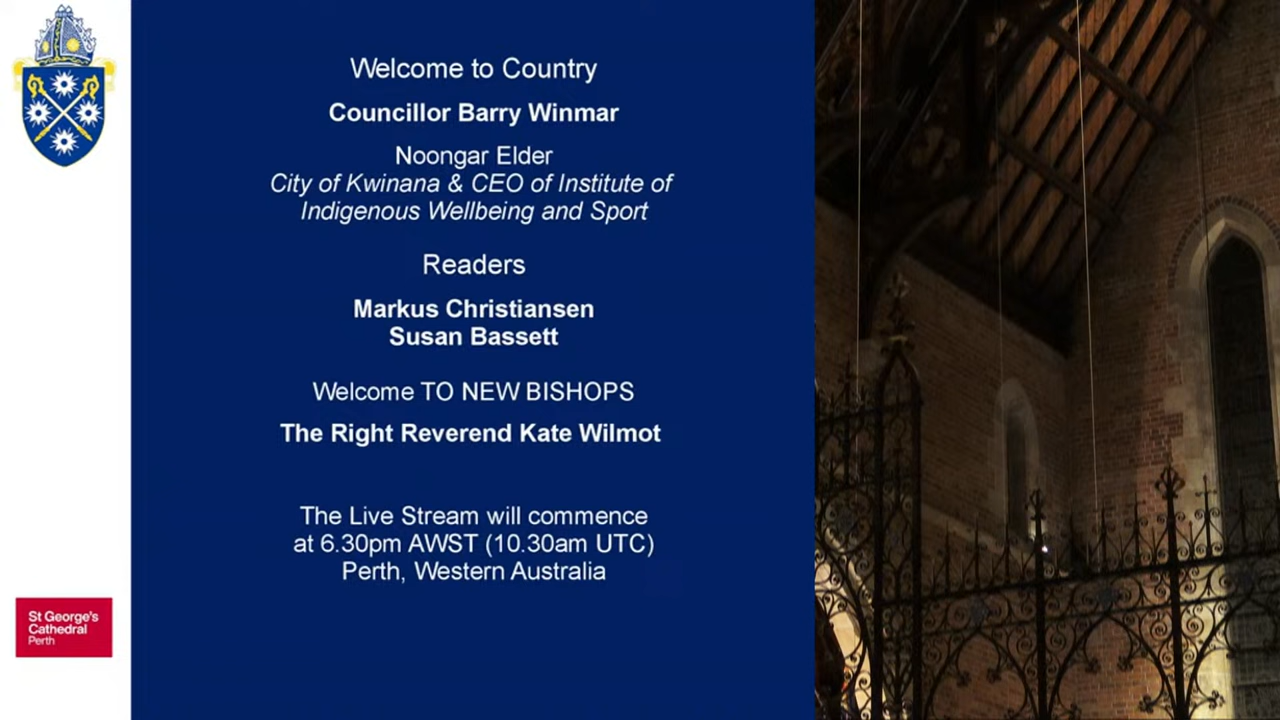 Welcome to Country
Councillor Barry Winmar
Noongar Elder
City of Kwinana & CEO of Institute of
Indigenous Wellbeing and Sport
Readers
Markus Christiansen
Susan Bassett
Welcome TO NEW BISHOPS
The Right Reverend Kate Wilmot
The Live Stream will commence
at 6.30pm AWST (10.30am UTC)
Perth, Western Australia
St George's
Cathedral
Perth